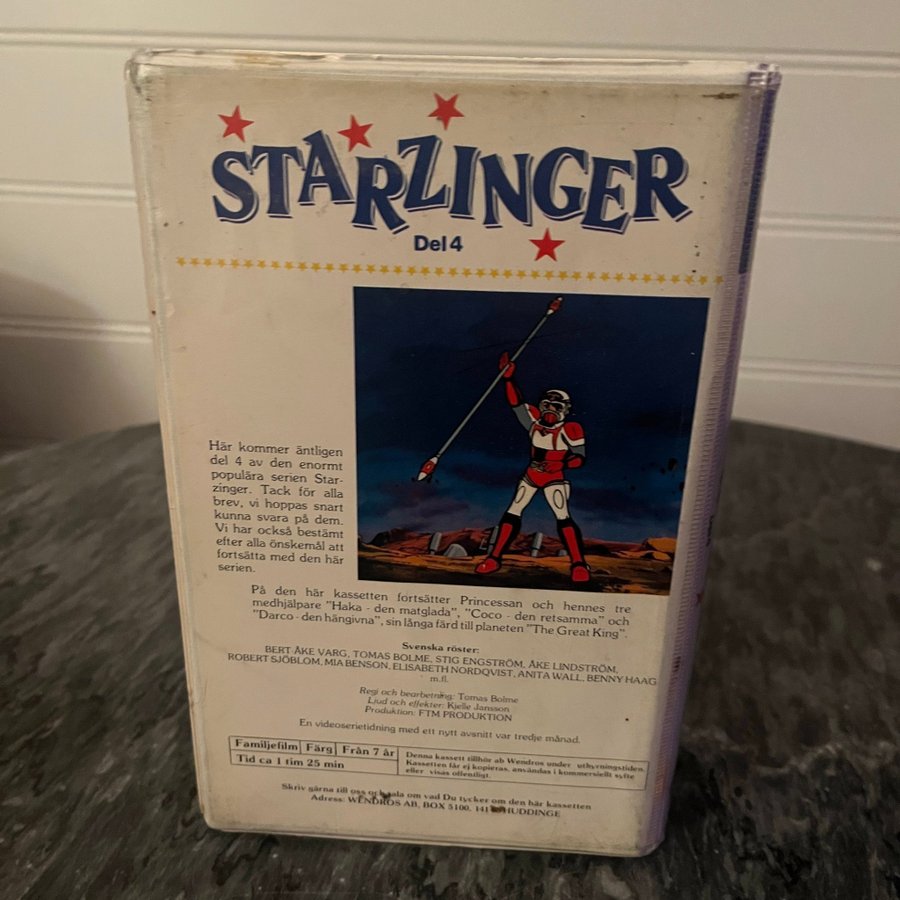 STARZINGER
Del 4
Här kommer äntligen
del 4 av den enormt
populära serien Star-
zinger. Tack för alla
brev, vi hoppas snart
kunna svara på dem.
Vi har också bestämt
efter alla önskemål att
fortsätta med den här
serien.
På den här kassetten fortsätter Princessan och hennes tre
medhjälpare "Haka - den matglada", "Coco - den retsamma" och
"Darco - den hängivna", sin långa färd till planeten "The Great King".
Svenska röster:
BERT ÅKE VARG, TOMAS BOLME, STIG ENGSTRÖM, ÅKE LINDSTRÖM,
ROBERT SJÖBLOM, MIA BENSON, ELISABETH NORDQVIST, ANITA WALL, BENNY HAAG
m.fl.
Regi och bearbetning: Tomas Bolme
Ljud och effekter: Kjelle Jansson
Produktion: FTM PRODUKTION
En videoserietidning med ett nytt avsnitt var tredje månad.
Familjefilm Färg Från 7 år
Tid ca 1 tim 25 min
Denna kassett tillhör ab Wendros under uthyrningstiden.
Kassetten får ej kopieras, användas i kommersiellt syfte
eller visas offentligt.
Skriv gärna till oss och tala om vad Du tycker om den här kassetten
Adress: WENDROS AB, BOX 5100, 141 HUDDINGE